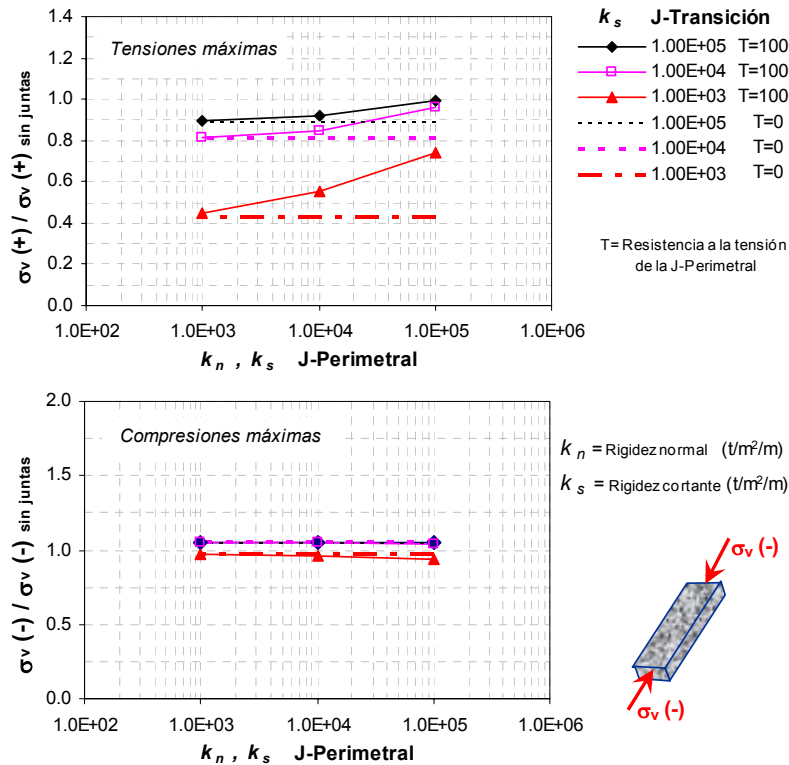 Tensiones máximas
σv (+) / σv (+) sin juntas
1.4
1.2
1.0
0.8
0.6
0.4
0.2
0.0
1.0E+02 1.0E+03 1.0E+04 1.0E+05 1.0E+06
kn , ks J-Perimetral
ks J-Transición
1.00E+05 T=100
1.00E+04 T=100
1.00E+03 T=100
1.00E+05 T=0
1.00E+04 T=0
1.00E+03 T=0
T= Resistencia a la tensión
de la J-Perimetral
Compresiones máximas
σv (-) / σv (-) sin juntas
2.0
1.5
1.0
0.5
0.0
1.0E+02 1.0E+03 1.0E+04 1.0E+05 1.0E+06
kn , ks J-Perimetral
kn = Rigidez normal (t/m²/m)
ks = Rigidez cortante (t/m²/m)
σv (-)
σv (-)